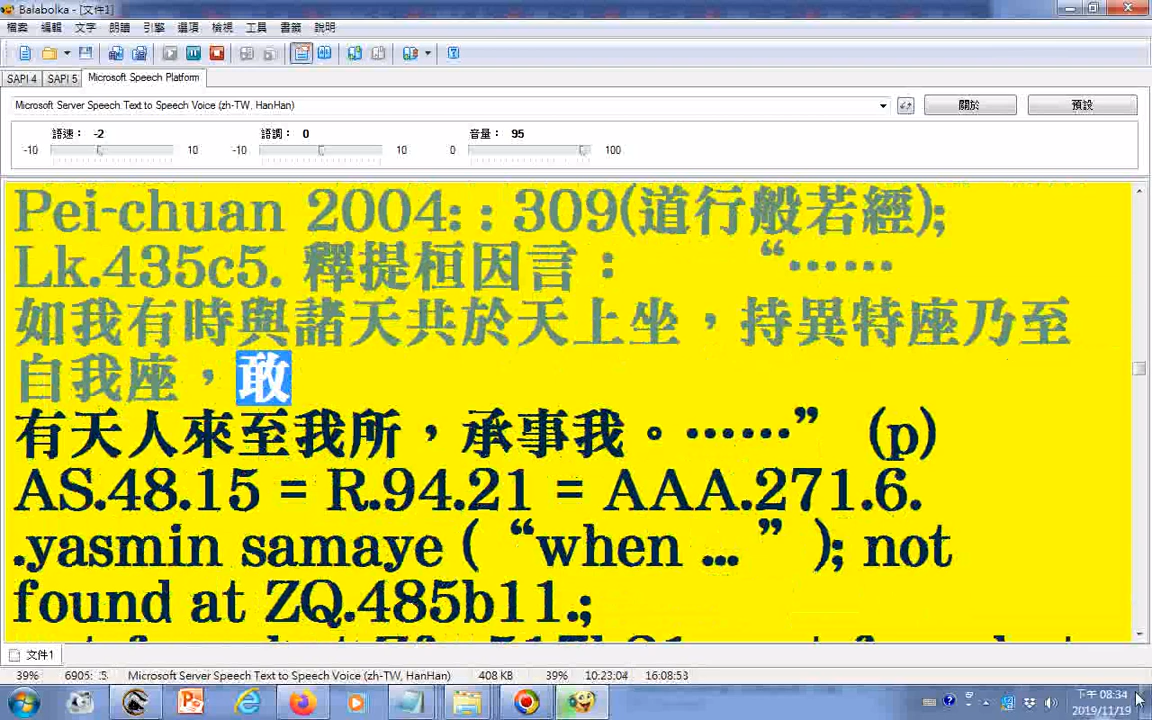 Balabolka - [文件1]
檔案 編輯 文字 朗讀 引擎 選項 檢視 工具 書籤 說明
SAPI 4 SAPI 5 Microsoft Speech Platform
Microsoft Server Speech Text to Speech Voice (zh-TW, HanHan) 關於 預設
語速： -2 語調： 0 音量： 95
-10 10 -10 10 0 100
Pei-chuan 2004: : 309(道行般若經);
Lk.435c5. 釋提桓因言： “……
如我有時與諸天共於天上坐，持異特座乃至
自我座，敢
有天人來至我所，承事我。……” (p)
AS.48.15 = R.94.21 = AAA.271.6.
.yasmin samaye (“when ... ”); not
found at ZQ.485b11.;
文件1
39% 6905: :5 Microsoft Server Speech Text to Speech Voice (zh-TW, HanHan) 408 KB 39% 10:23:04 16:08:53
下午 08:34
2019/11/19